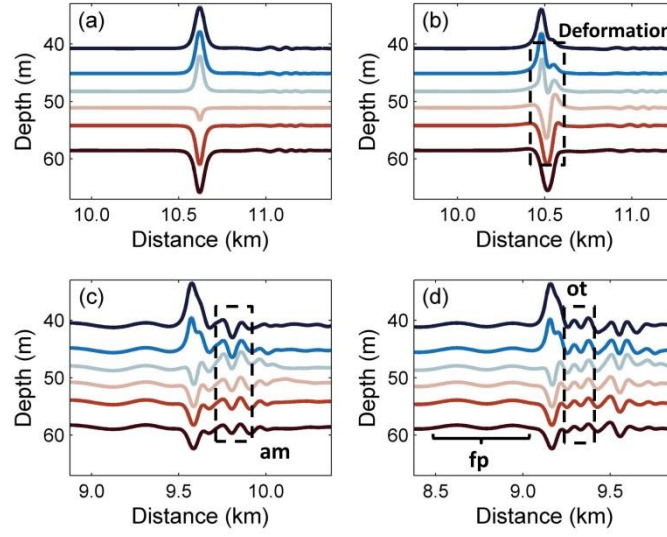 (a)
(b)
Deformation
Depth (m)
40
50
60
10.0 10.5 11.0
Distance (km)
Depth (m)
40
50
60
10.0 10.5 11.0
Distance (km)
(c)
(d)
ot
Depth (m)
40
50
60
am
9.0 9.5 10.0
Distance (km)
Depth (m)
40
50
60
fp
8.5 9.0 9.5
Distance (km)